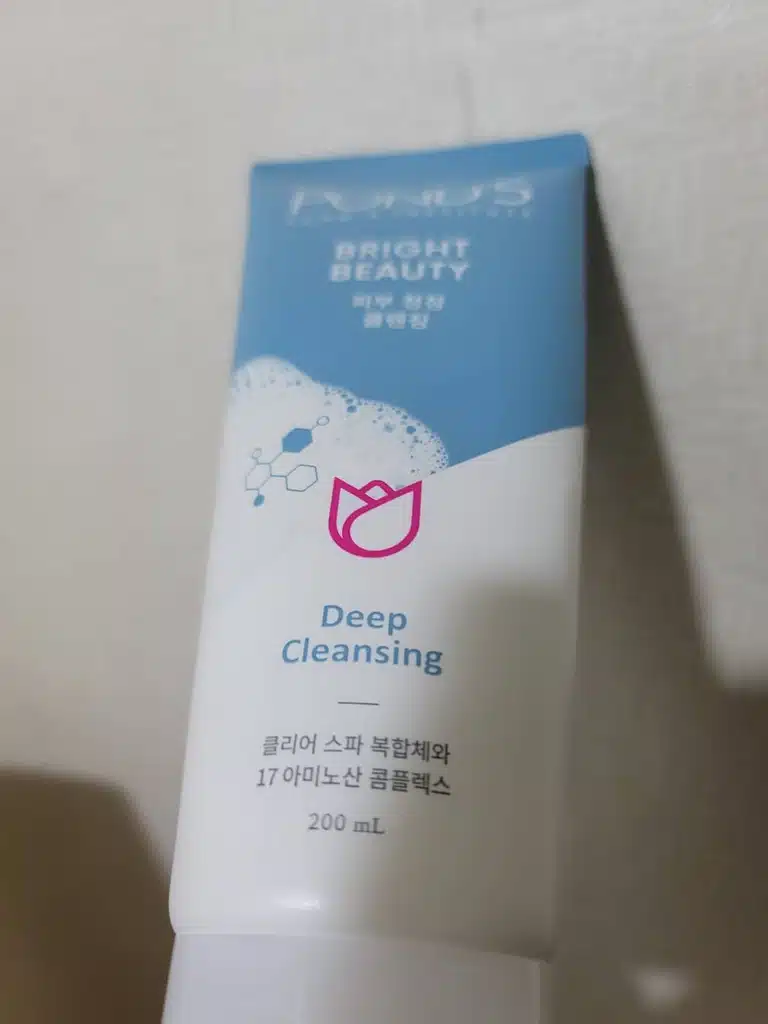 POND'S
BRIGHT
BEAUTY
피부 청정
클렌징
Deep
Cleansing
클리어 스파 복합체와
17 아미노산 콤플렉스
200 mL